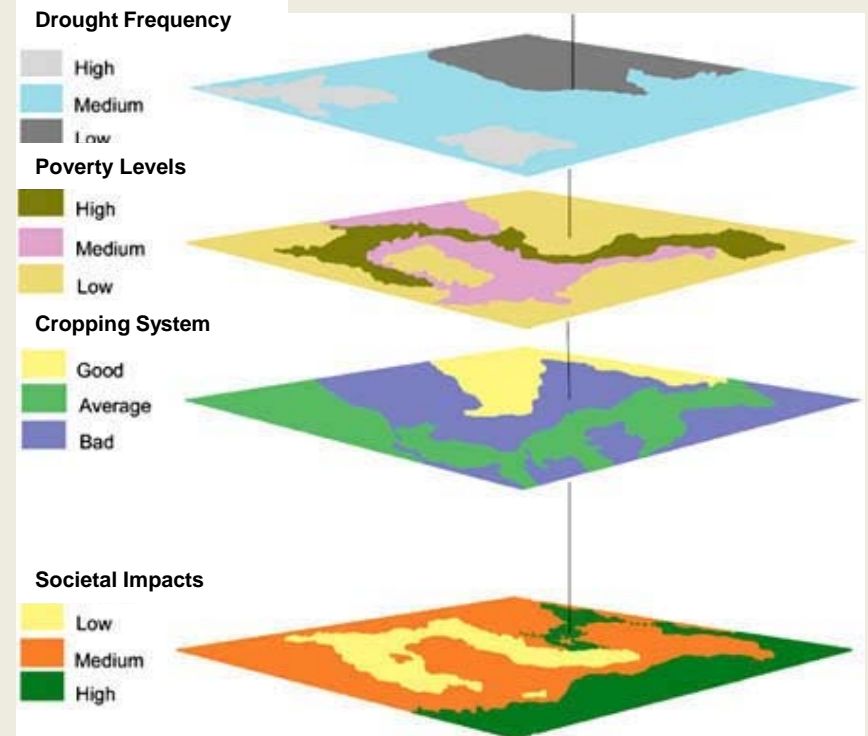 Drought Frequency
High
Medium
Low
Poverty Levels
High
Medium
Low
Cropping System
Good
Average
Bad
Societal Impacts
Low
Medium
High